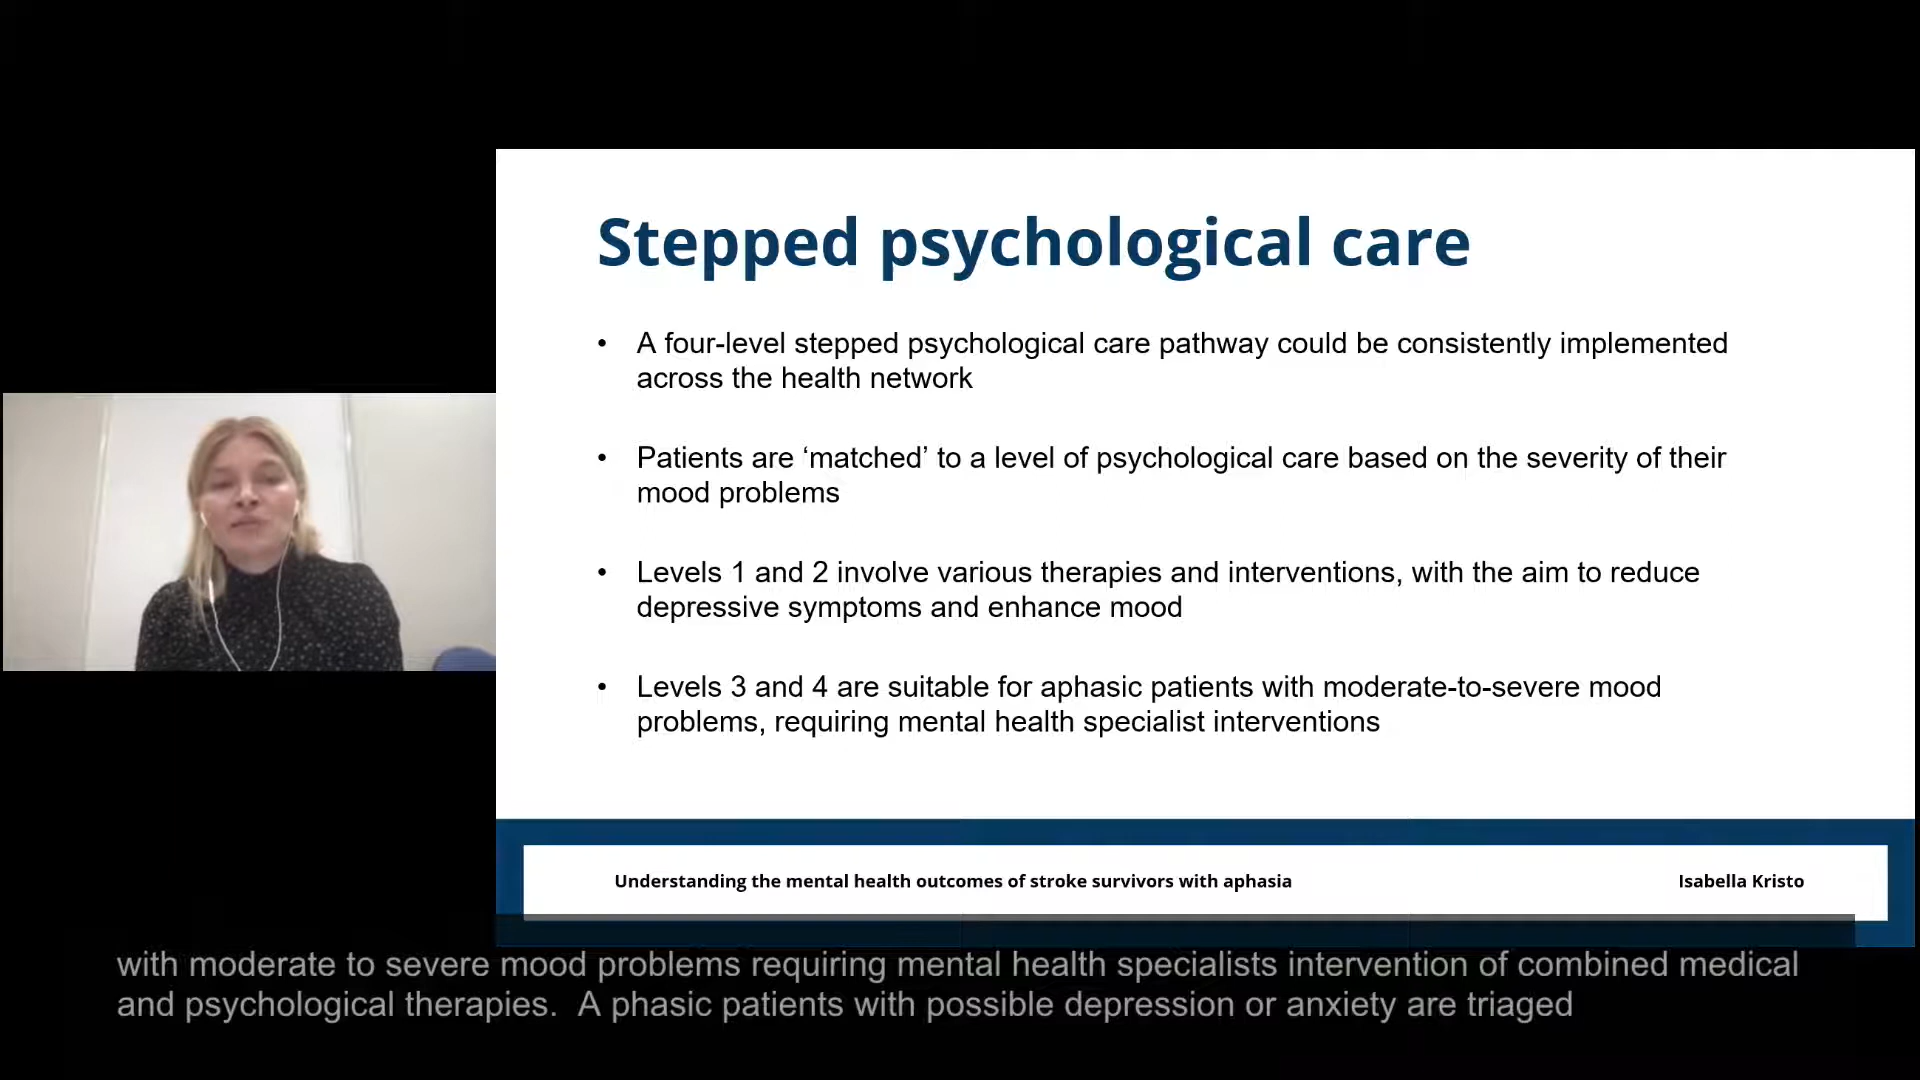 Stepped psychological care
• A four-level stepped psychological care pathway could be consistently implemented
across the health network
• Patients are ‘matched’ to a level of psychological care based on the severity of their
mood problems
• Levels 1 and 2 involve various therapies and interventions, with the aim to reduce
depressive symptoms and enhance mood
• Levels 3 and 4 are suitable for aphasic patients with moderate-to-severe mood
problems, requiring mental health specialist interventions
Understanding the mental health outcomes of stroke survivors with aphasia
Isabella Kristo
with moderate to severe mood problems requiring mental health specialists intervention of combined medical
and psychological therapies.  A phasic patients with possible depression or anxiety are triaged